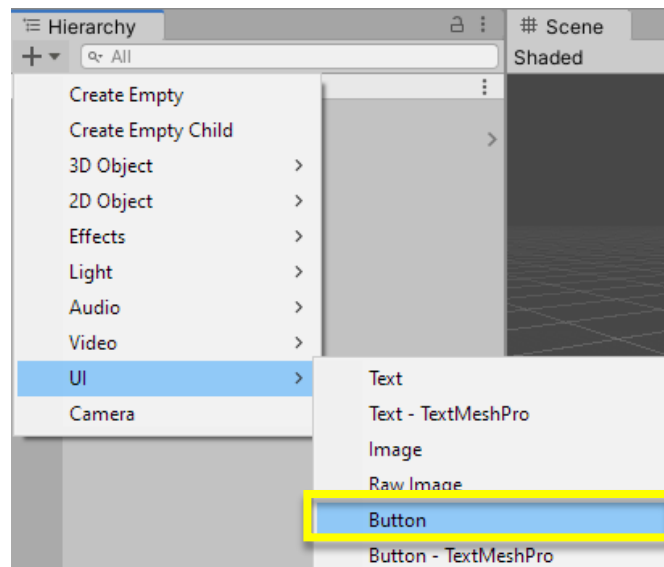 Hierarchy
# Scene
All
Shaded
Create Empty
Create Empty Child
3D Object
2D Object
Effects
Light
Audio
Video
UI
Camera
Text
Text - TextMeshPro
Image
Raw Image
Button
Button - TextMeshPro